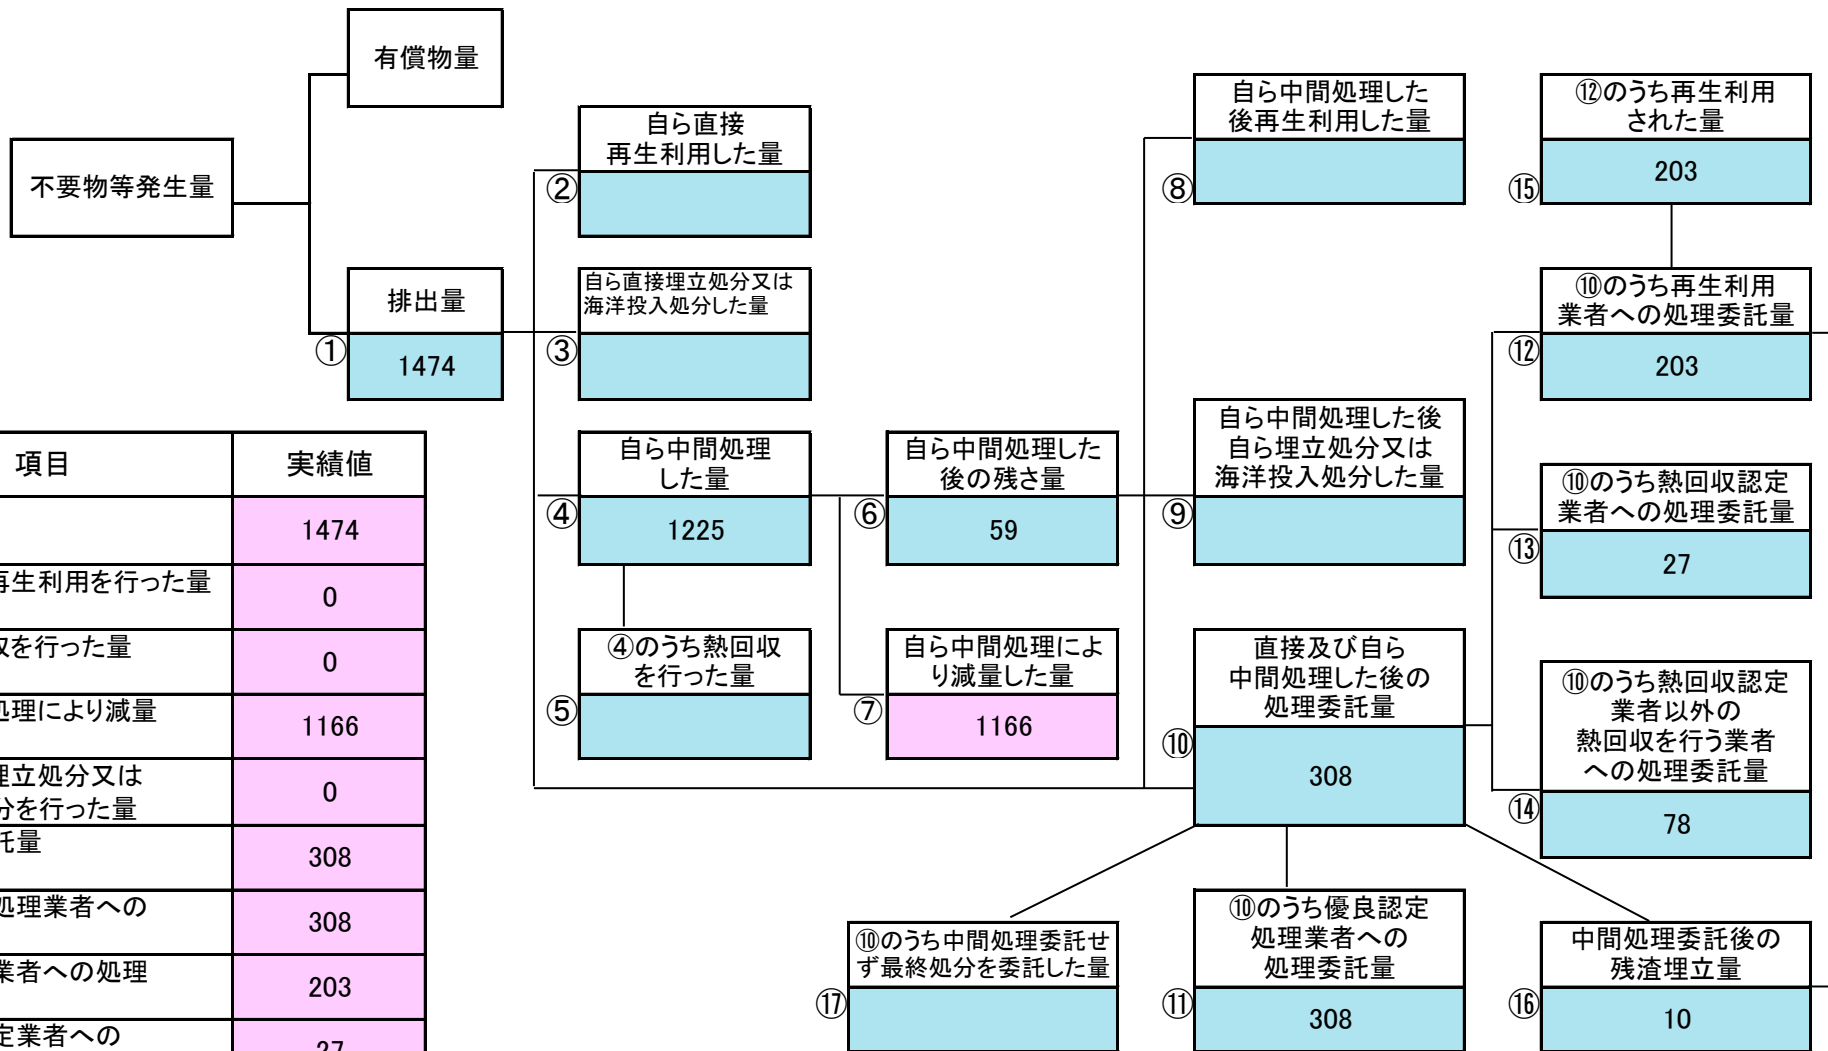 有償物量
不要物等発生量
排出量
①
1474
自ら直接
再生利用した量
②
自ら直接埋立処分又は
海洋投入処分した量
③
自ら中間処理
した量
④
1225
④のうち熱回収
を行った量
⑤
自ら中間処理した
後の残さ量
⑥
59
自ら中間処理によ
り減量した量
⑦
1166
自ら中間処理した
後再生利用した量
⑧
自ら中間処理した後
自ら埋立処分又は
海洋投入処分した量
⑨
直接及び自ら
中間処理した後の
処理委託量
⑩
308
⑫のうち再生利用
された量
⑮
203
⑩のうち再生利用
業者への処理委託量
⑫
203
⑩のうち熱回収認定
業者への処理委託量
⑬
27
⑩のうち熱回収認定
業者以外の
熱回収を行う業者
への処理委託量
⑭
78
⑩のうち中間処理委託せ
ず最終処分を委託した量
⑰
⑩のうち優良認定
処理業者への
処理委託量
⑪
308
中間処理委託後の
残渣埋立量
⑯
10
項目
実績値
1474
再生利用を行った量
0
収を行った量
0
処理により減量
1166
埋立処分又は
分を行った量
0
託量
308
処理業者への
308
業者への処理
203
定業者への
27